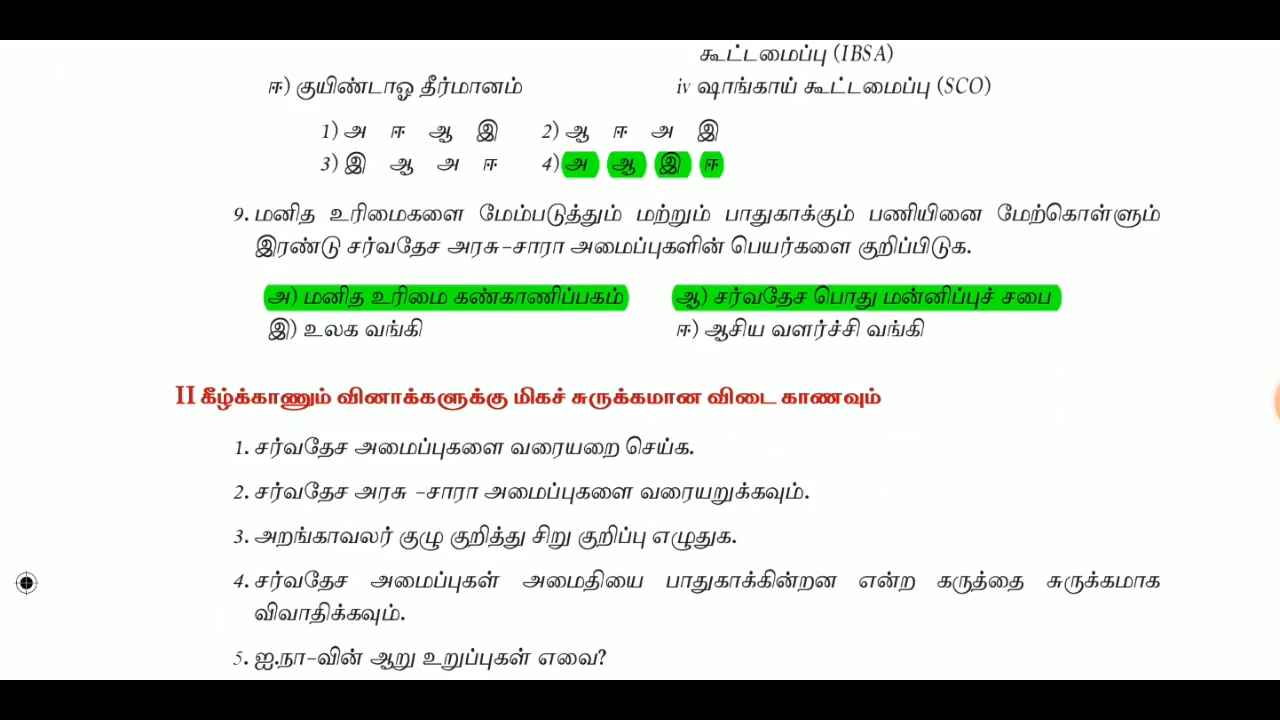 கூட்டமைப்பு (IBSA)
ஈ) குயிண்டாஓ தீர்மானம் iv ஷாங்காய் கூட்டமைப்பு (SCO)
1) அ ஈ ஆ இ 2) ஆ ஈ அ இ
3) இ ஆ அ ஈ 4) அ ஆ இ ஈ
9. மனித உரிமைகளை மேம்படுத்தும் மற்றும் பாதுகாக்கும் பணியினை மேற்கொள்ளும்
இரண்டு சர்வதேச அரசு-சாரா அமைப்புகளின் பெயர்களை குறிப்பிடுக.
அ) மனித உரிமை கண்காணிப்பகம் ஆ) சர்வதேச பொது மன்னிப்புச் சபை
இ) உலக வங்கி ஈ) ஆசிய வளர்ச்சி வங்கி
II கீழ்க்காணும் வினாக்களுக்கு மிகச் சுருக்கமான விடை காணவும்
1. சர்வதேச அமைப்புகளை வரையறை செய்க.
2. சர்வதேச அரசு -சாரா அமைப்புகளை வரையறுக்கவும்.
3. அறங்காவலர் குழு குறித்து சிறு குறிப்பு எழுதுக.
4. சர்வதேச அமைப்புகள் அமைதியை பாதுகாக்கின்றன என்ற கருத்தை சுருக்கமாக
விவாதிக்கவும்.
5. ஐ.நா-வின் ஆறு உறுப்புகள் எவை?